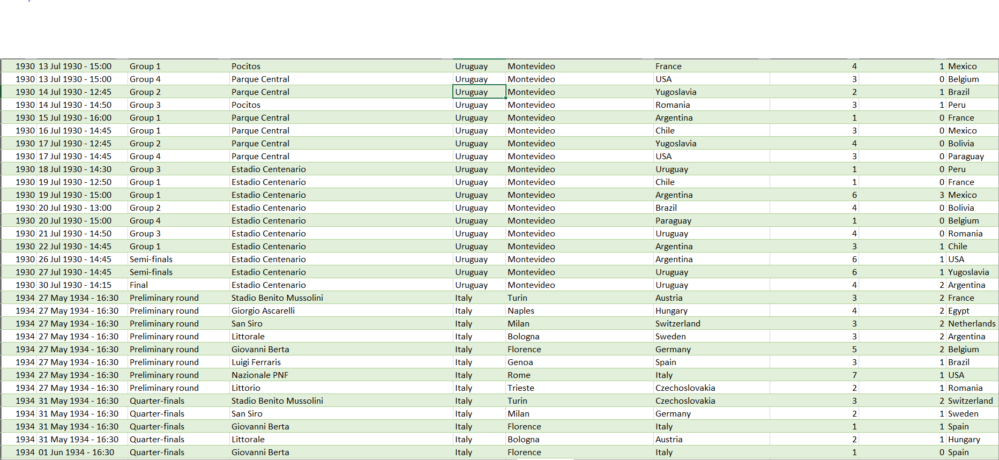 1930 13 Jul 1930 - 15:00 Group 1 Pocitos Uruguay Montevideo France 4 1 Mexico
1930 13 Jul 1930 - 15:00 Group 4 Parque Central Uruguay Montevideo USA 3 0 Belgium
1930 14 Jul 1930 - 12:45 Group 2 Parque Central Uruguay Montevideo Yugoslavia 2 1 Brazil
1930 14 Jul 1930 - 14:50 Group 3 Pocitos Uruguay Montevideo Romania 3 1 Peru
1930 15 Jul 1930 - 16:00 Group 1 Parque Central Uruguay Montevideo Argentina 1 0 France
1930 16 Jul 1930 - 14:45 Group 1 Parque Central Uruguay Montevideo Chile 3 0 Mexico
1930 17 Jul 1930 - 12:45 Group 2 Parque Central Uruguay Montevideo Yugoslavia 4 0 Bolivia
1930 17 Jul 1930 - 14:45 Group 4 Parque Central Uruguay Montevideo USA 3 0 Paraguay
1930 18 Jul 1930 - 14:30 Group 3 Estadio Centenario Uruguay Montevideo Uruguay 1 0 Peru
1930 19 Jul 1930 - 12:50 Group 1 Estadio Centenario Uruguay Montevideo Chile 1 0 France
1930 19 Jul 1930 - 15:00 Group 1 Estadio Centenario Uruguay Montevideo Argentina 6 3 Mexico
1930 20 Jul 1930 - 13:00 Group 2 Estadio Centenario Uruguay Montevideo Brazil 4 0 Bolivia
1930 20 Jul 1930 - 15:00 Group 4 Estadio Centenario Uruguay Montevideo Paraguay 1 0 Belgium
1930 21 Jul 1930 - 14:50 Group 3 Estadio Centenario Uruguay Montevideo Uruguay 4 0 Romania
1930 22 Jul 1930 - 14:45 Group 1 Estadio Centenario Uruguay Montevideo Argentina 3 1 Chile
1930 26 Jul 1930 - 14:45 Semi-finals Estadio Centenario Uruguay Montevideo Argentina 6 1 USA
1930 27 Jul 1930 - 14:45 Semi-finals Estadio Centenario Uruguay Montevideo Uruguay 6 1 Yugoslavia
1930 30 Jul 1930 - 14:15 Final Estadio Centenario Uruguay Montevideo Uruguay 4 2 Argentina
1934 27 May 1934 - 16:30 Preliminary round Stadio Benito Mussolini Italy Turin Austria 3 2 France
1934 27 May 1934 - 16:30 Preliminary round Giorgio Ascarelli Italy Naples Hungary 4 2 Egypt
1934 27 May 1934 - 16:30 Preliminary round San Siro Italy Milan Switzerland 3 2 Netherlands
1934 27 May 1934 - 16:30 Preliminary round Littorale Italy Bologna Sweden 3 2 Argentina
1934 27 May 1934 - 16:30 Preliminary round Giovanni Berta Italy Florence Germany 5 2 Belgium
1934 27 May 1934 - 16:30 Preliminary round Luigi Ferraris Italy Genoa Spain 3 1 Brazil
1934 27 May 1934 - 16:30 Preliminary round Nazionale PNF Italy Rome Italy 7 1 USA
1934 27 May 1934 - 16:30 Preliminary round Littorio Italy Trieste Czechoslovakia 2 1 Romania
1934 31 May 1934 - 16:30 Quarter-finals Stadio Benito Mussolini Italy Turin Czechoslovakia 3 2 Switzerland
1934 31 May 1934 - 16:30 Quarter-finals San Siro Italy Milan Germany 2 1 Sweden
1934 31 May 1934 - 16:30 Quarter-finals Giovanni Berta Italy Florence Italy 1 1 Spain
1934 31 May 1934 - 16:30 Quarter-finals Littorale Italy Bologna Austria 2 1 Hungary
1934 01 Jun 1934 - 16:30 Quarter-finals Giovanni Berta Italy Florence Italy 1 0 Spain